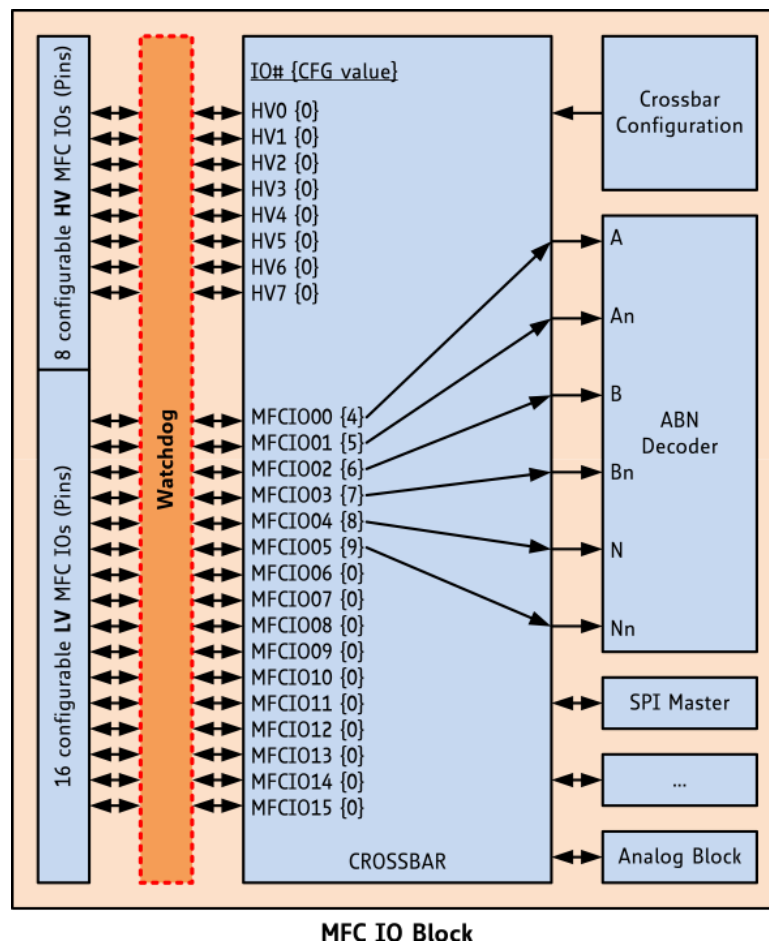 8 configurable HV MFC IOs (Pins)
16 configurable LV MFC IOs (Pins)
Watchdog
IO# {CFG value}
HV0 {0}
HV1 {0}
HV2 {0}
HV3 {0}
HV4 {0}
HV5 {0}
HV6 {0}
HV7 {0}
MFCIO00 {4}
MFCIO01 {5}
MFCIO02 {6}
MFCIO03 {7}
MFCIO04 {8}
MFCIO05 {9}
MFCIO06 {0}
MFCIO07 {0}
MFCIO08 {0}
MFCIO09 {0}
MFCIO10 {0}
MFCIO11 {0}
MFCIO12 {0}
MFCIO13 {0}
MFCIO14 {0}
MFCIO15 {0}
CROSSBAR
Crossbar
Configuration
A
An
B
Bn
N
Nn
ABN
Decoder
SPI Master
...
Analog Block
MFC IO Block